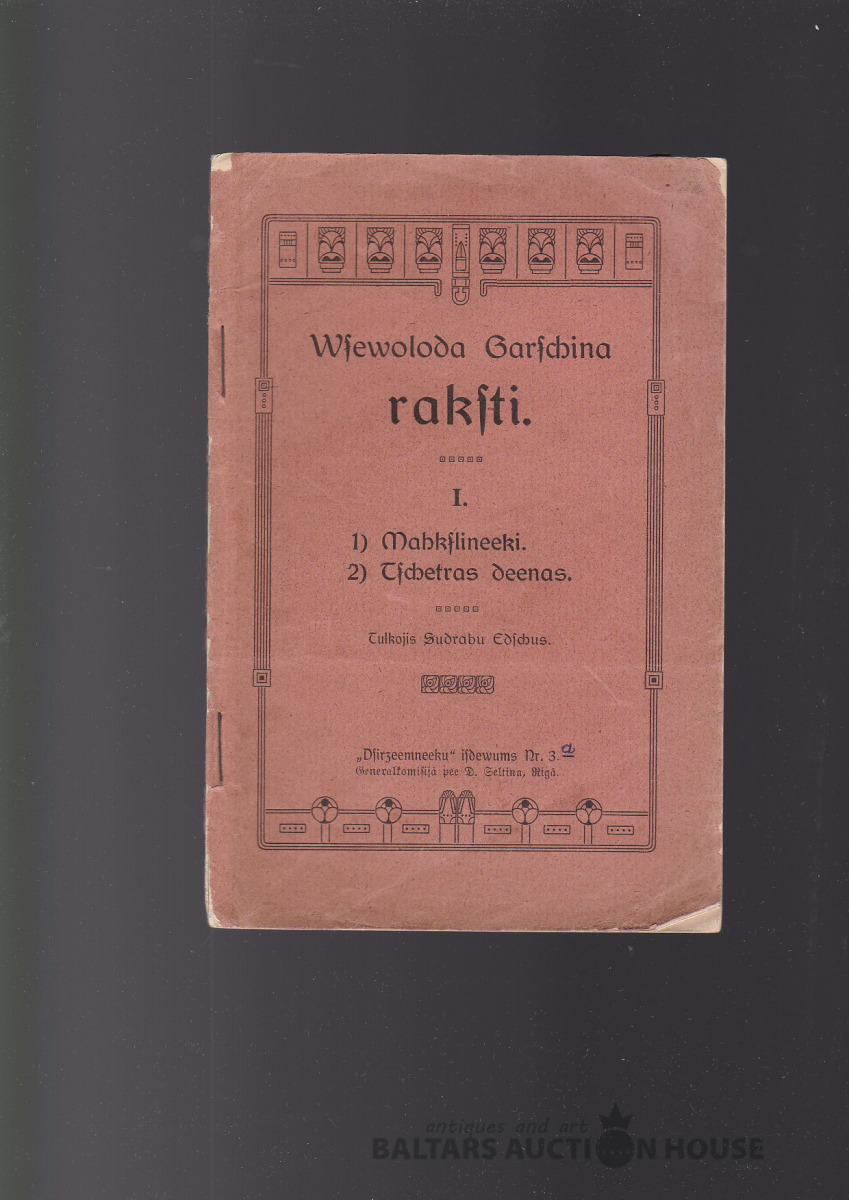 Wſewoloda Garſchina
rakſti.
I.
1) Mahkſlineeki.
2) Tſchetras deenas.
Tulkojis Sudrabu Edſchus.
„Dſirzeemneeku“ iſdewums Nr. 3. a
Generalkomiſijā pee D. Seltiņa, Rigā.
antiques and art
BALTARS AUCTION HOUSE